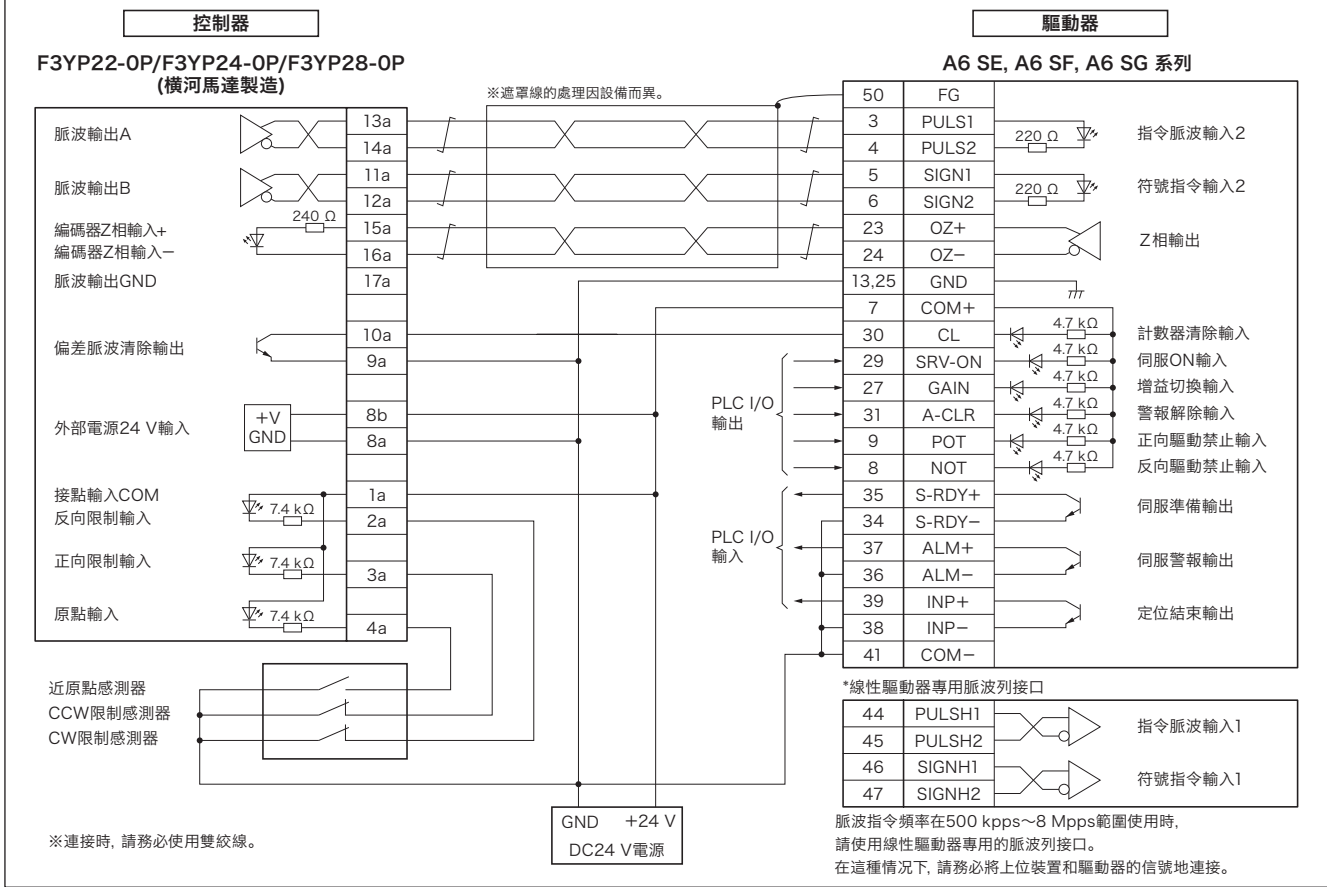 控制器
F3YP22-0P/F3YP24-0P/F3YP28-0P
(橫河馬達製造)
脈波輸出A
脈波輸出B
240 Ω
編碼器Z相輸入+
編碼器Z相輸入−
脈波輸出GND
偏差脈波清除輸出
外部電源24 V輸入
+V
GND
接點輸入COM
反向限制輸入
7.4 kΩ
正向限制輸入
7.4 kΩ
原點輸入
7.4 kΩ
13a
14a
11a
12a
15a
16a
17a
10a
9a
8b
8a
1a
2a
3a
4a
近原點感測器
CCW限制感測器
CW限制感測器
※連接時, 請務必使用雙絞線。
※遮罩線的處理因設備而異。
PLC I/O
輸出
PLC I/O
輸入
GND +24 V
DC24 V電源
驅動器
A6 SE, A6 SF, A6 SG 系列
50 FG
3 PULS1
4 PULS2
220 Ω
指令脈波輸入2
5 SIGN1
6 SIGN2
220 Ω
符號指令輸入2
23 OZ+
24 OZ−
Z相輸出
13,25 GND
7 COM+
30 CL 4.7 kΩ 計數器清除輸入
29 SRV-ON 4.7 kΩ 伺服ON輸入
27 GAIN 4.7 kΩ 增益切換輸入
31 A-CLR 4.7 kΩ 警報解除輸入
9 POT 4.7 kΩ 正向驅動禁止輸入
8 NOT 4.7 kΩ 反向驅動禁止輸入
35 S-RDY+
34 S-RDY−
伺服準備輸出
37 ALM+
36 ALM−
伺服警報輸出
39 INP+
38 INP−
定位結束輸出
41 COM−
*線性驅動器專用脈波列接口
44 PULSH1
45 PULSH2
指令脈波輸入1
46 SIGNH1
47 SIGNH2
符號指令輸入1
脈波指令頻率在500 kpps～8 Mpps範圍使用時,
請使用線性驅動器專用的脈波列接口。
在這種情況下, 請務必將上位裝置和驅動器的信號地連接。